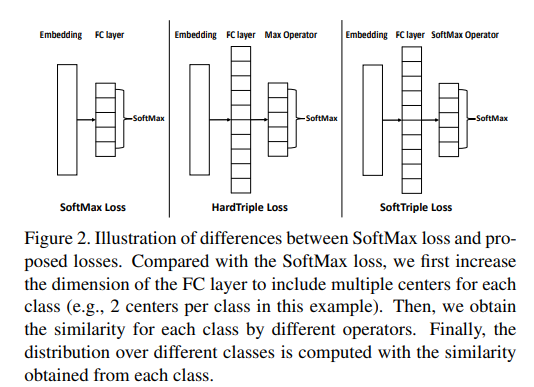 Embedding FC layer
SoftMax
SoftMax Loss
Embedding FC layer Max Operator
SoftMax
HardTriple Loss
Embedding FC layer SoftMax Operator
SoftMax
SoftTriple Loss
Figure 2. Illustration of differences between SoftMax loss and pro-
posed losses. Compared with the SoftMax loss, we first increase
the dimension of the FC layer to include multiple centers for each
class (e.g., 2 centers per class in this example). Then, we obtain
the similarity for each class by different operators. Finally, the
distribution over different classes is computed with the similarity
obtained from each class.